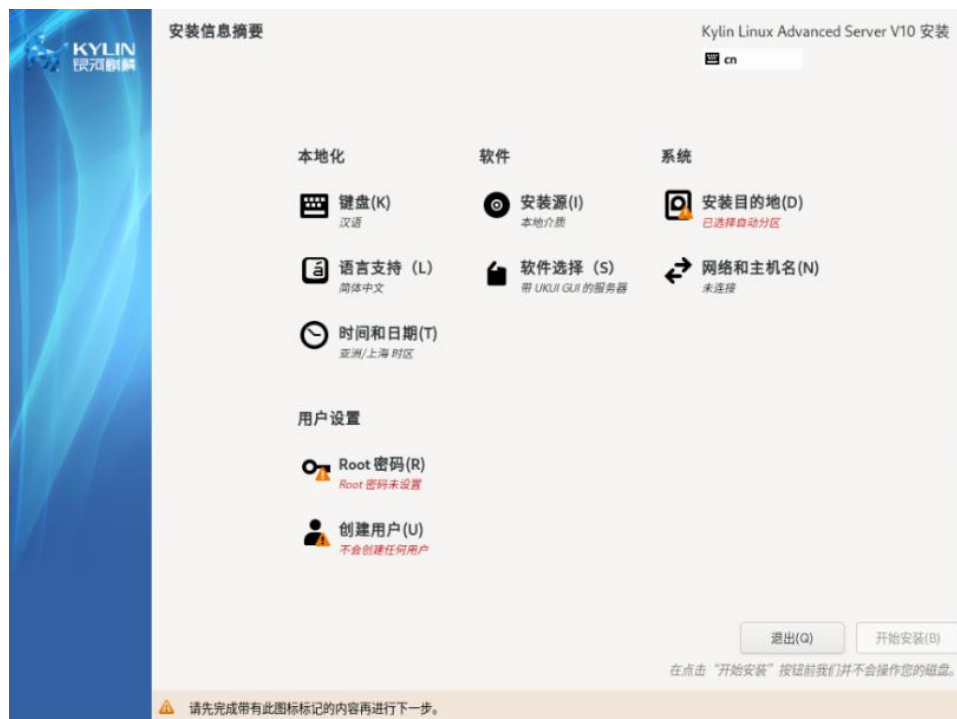 KYLIN
银河麒麟
安装信息摘要
Kylin Linux Advanced Server V10 安装
cn
本地化
软件
系统
键盘(K)
汉语
安装源(I)
本地介质
安装目的地(D)
已选择自动分区
语言支持（L）
简体中文
软件选择（S）
带 UKUI GUI 的服务器
网络和主机名(N)
未连接
时间和日期(T)
亚洲/上海 时区
用户设置
Root 密码(R)
Root 密码未设置
创建用户(U)
不会创建任何用户
退出(Q)
开始安装(B)
在点击“开始安装”按钮前我们并不会操作您的磁盘。
请先完成带有此图标标记的内容再进行下一步。